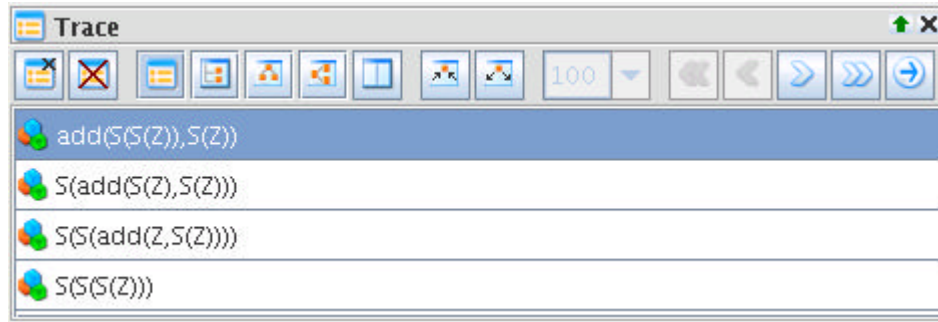 Trace
100
add(S(S(Z)),S(Z))
S(add(S(Z),S(Z)))
S(S(add(Z,S(Z))))
S(S(S(Z)))